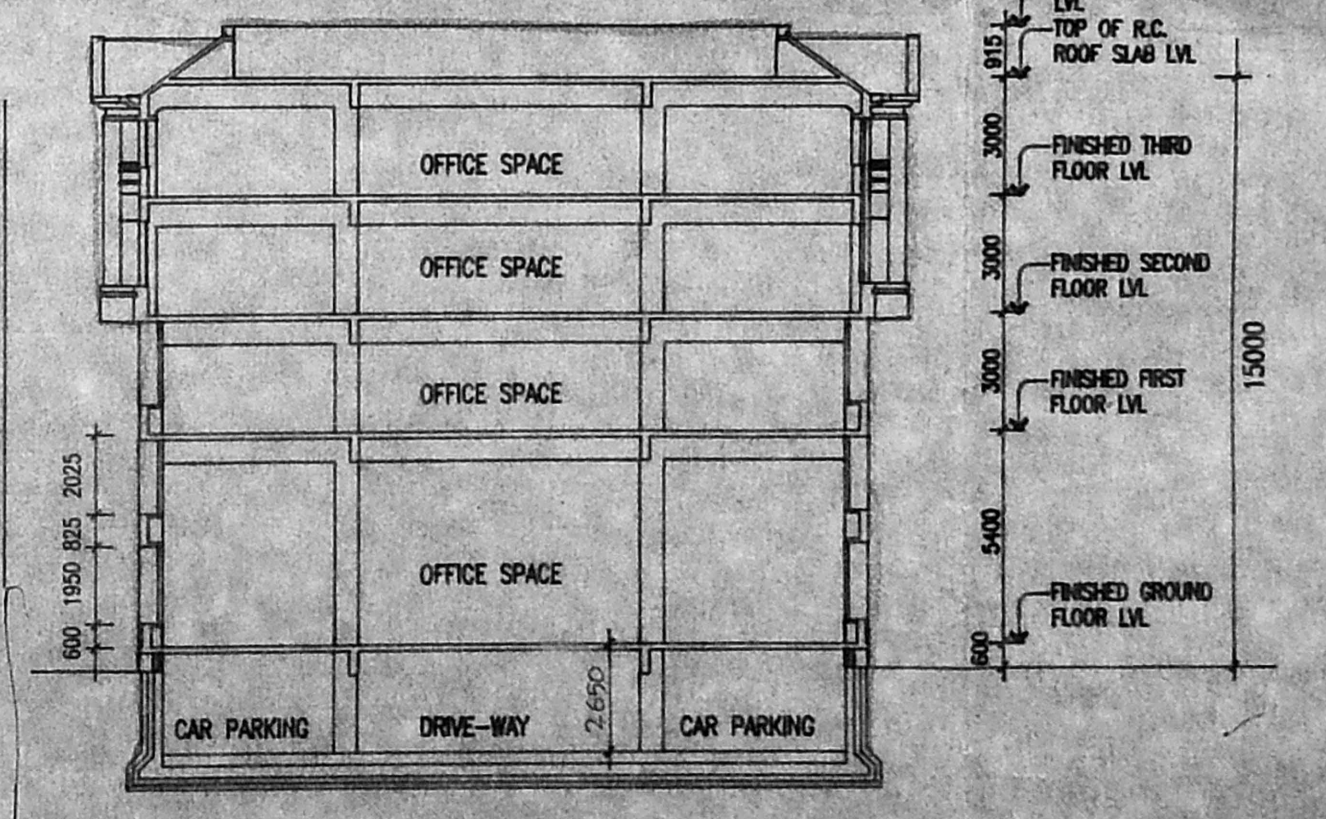 LVL
TOP OF R.C.
ROOF SLAB LVL
915
OFFICE SPACE
3000
FINISHED THIRD
FLOOR LVL
OFFICE SPACE
3000
FINISHED SECOND
FLOOR LVL
OFFICE SPACE
3000
FINISHED FIRST
FLOOR LVL
15000
2025
825
1950
600
OFFICE SPACE
5400
FINISHED GROUND
FLOOR LVL
600
CAR PARKING
DRIVE-WAY
2650
CAR PARKING